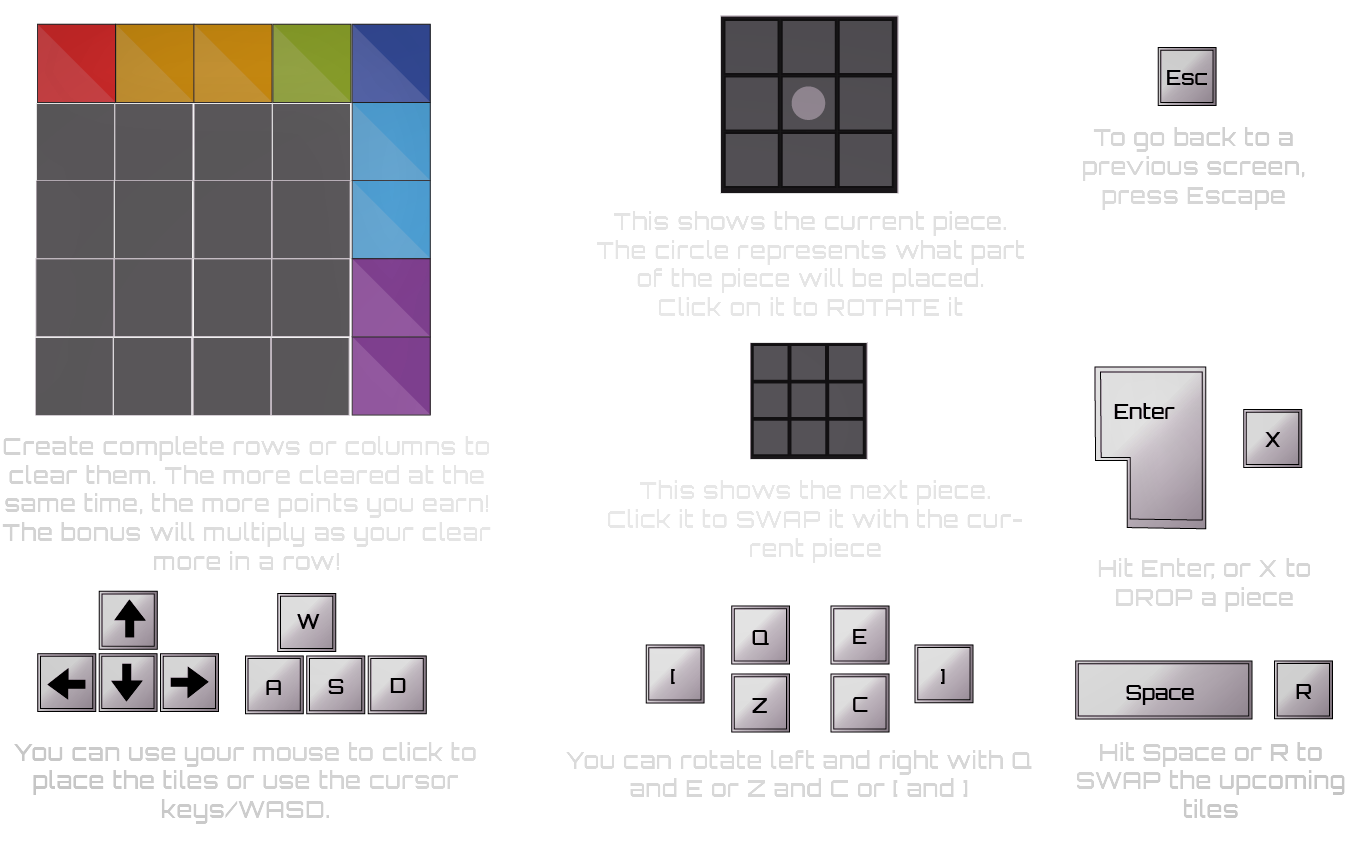 Create complete rows or columns to
clear them. The more cleared at the
same time, the more points you earn!
The bonus will multiply as your clear
more in a row!
W
A S D
You can use your mouse to click to
place the tiles or use the cursor
keys/WASD.
This shows the current piece.
The circle represents what part
of the piece will be placed.
Click on it to ROTATE it
This shows the next piece.
Click it to SWAP it with the cur-
rent piece
Q E
[ ]
Z C
You can rotate left and right with Q
and E or Z and C or [ and ]
Esc
To go back to a
previous screen,
press Escape
Enter
X
Hit Enter, or X to
DROP a piece
Space R
Hit Space or R to
SWAP the upcoming
tiles